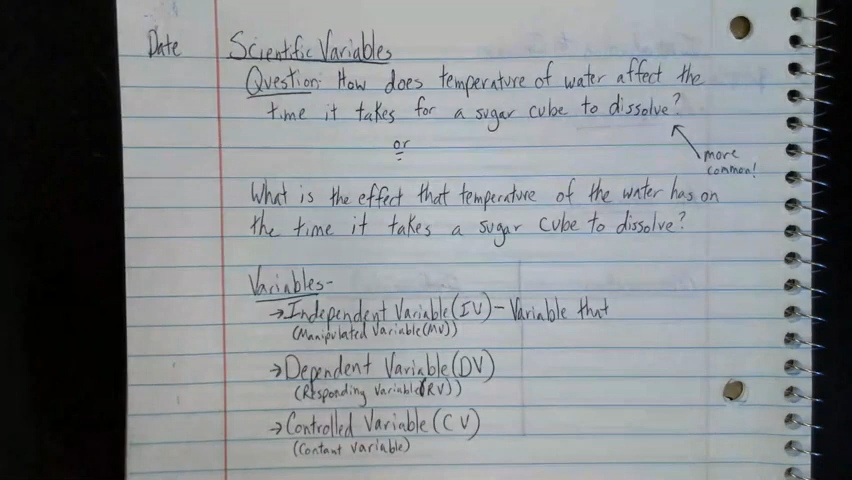 Date
Scientific Variables
Question: How does temperature of water affect the
time it takes for a sugar cube to dissolve?
more
common!
or
What is the effect that temperature of the water has on
the time it takes a sugar cube to dissolve?
Variables-
→Independent Variable(IV)-Variable that
(Manipulated Variable(MV))
→Dependent Variable(DV)
(Responding Variable(RV))
→Controlled Variable(CV)
(Contant Variable)